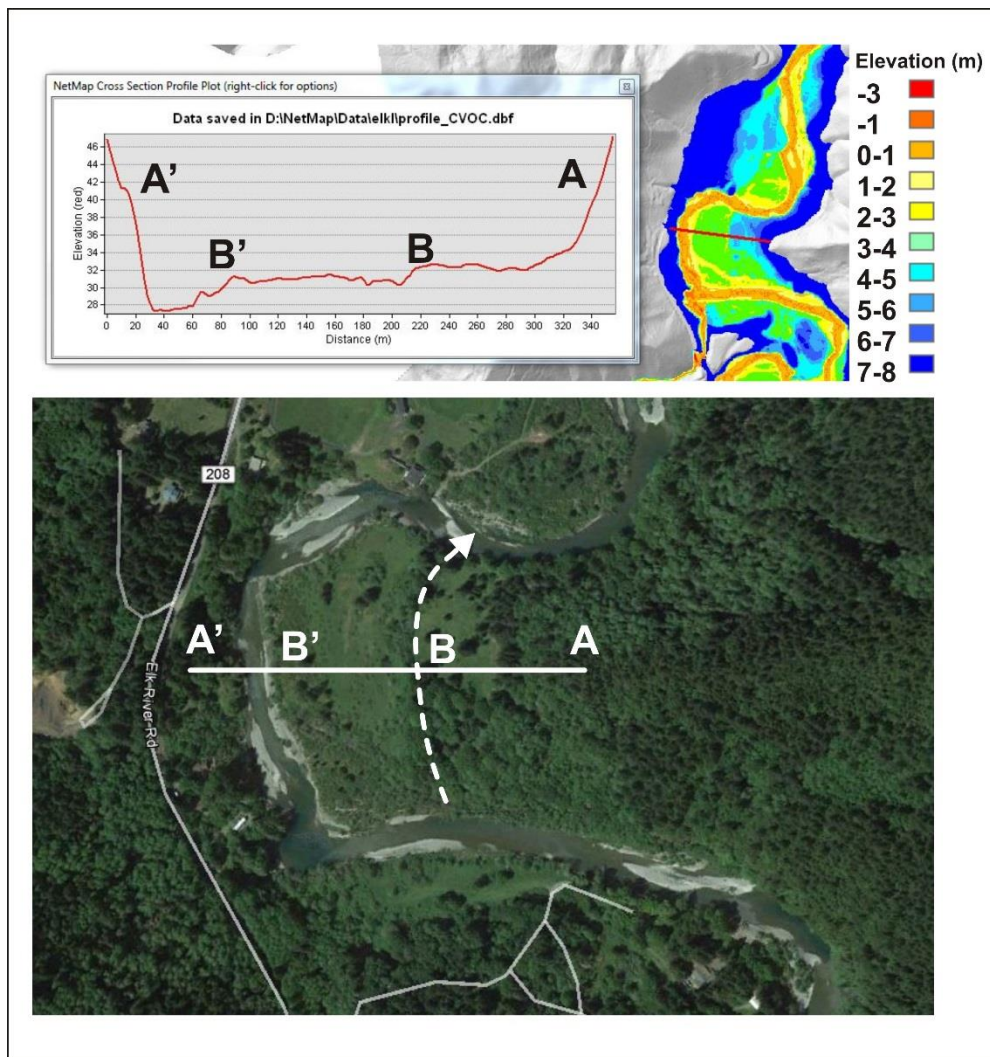 NetMap Cross Section Profile Plot (right-click for options)
Data saved in D:\NetMap\Data\elkI\profile_CVOC.dbf
Elevation (red)
46
44
42
40
38
36
34
32
30
28
0 20 40 60 80 100 120 140 160 180 200 220 240 260 280 300 320 340
Distance (m)
A'
B'
B
A
Elevation (m)
-3
-1
0-1
1-2
2-3
3-4
4-5
5-6
6-7
7-8
208
A' B' B A
Elk River Rd